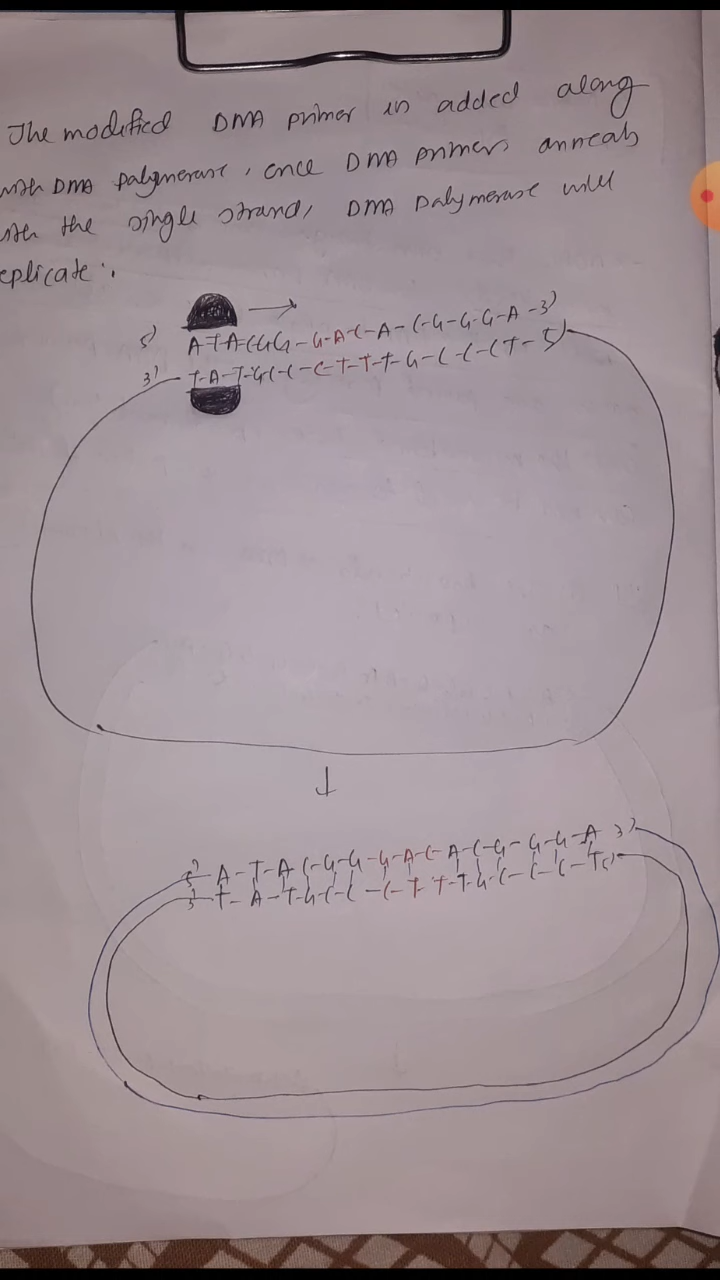 The modified DNA primer is added along
with DNA polymerase, once DNA primers anneals
with the single strand, DNA polymerase will
replicate.
5' A-T-A-C-G-G-G-A-C-A-C-G-G-G-A-3'
3' T-A-T-G-C-C-C-T-T-T-G-C-C-C-T-5'
5' A-T-A-C-G-G-G-A-C-A-C-G-G-G-A 3'
3' T-A-T-G-C-C-C-T-T-T-G-C-C-C-T 5'